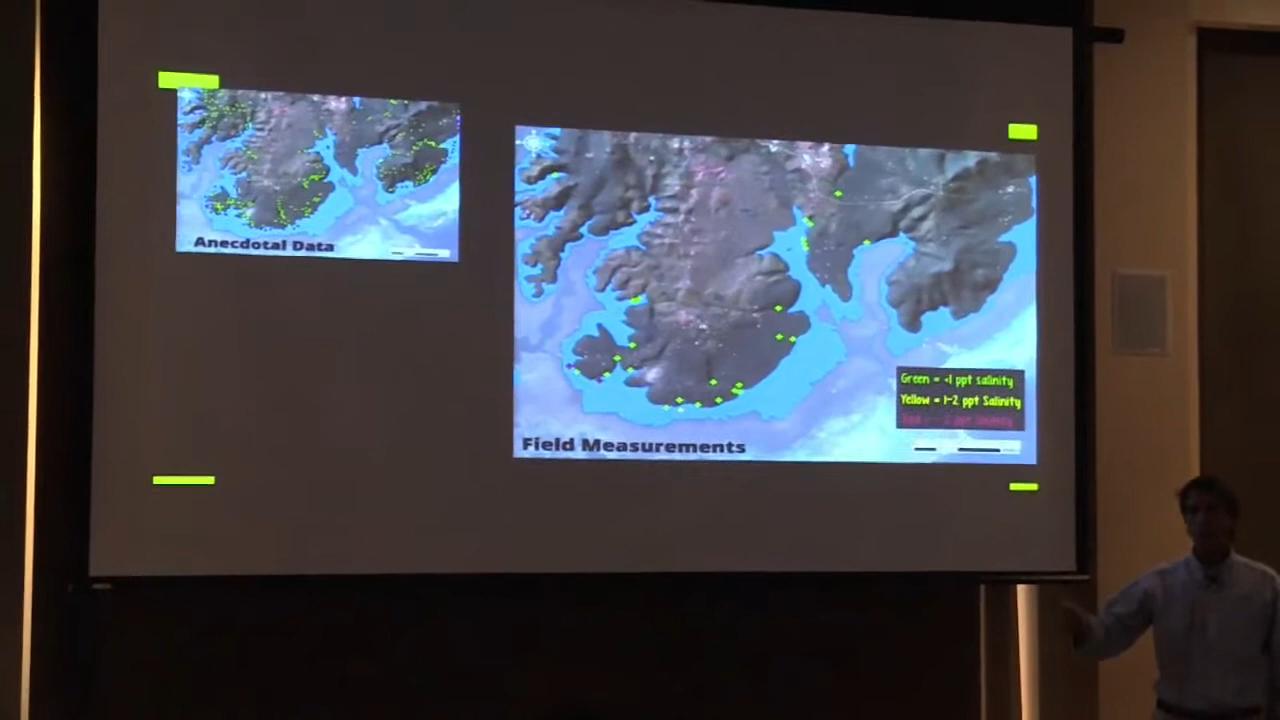 Anecdotal Data
Green = <1 ppt salinity
Yellow = 1-2 ppt Salinity
Field Measurements